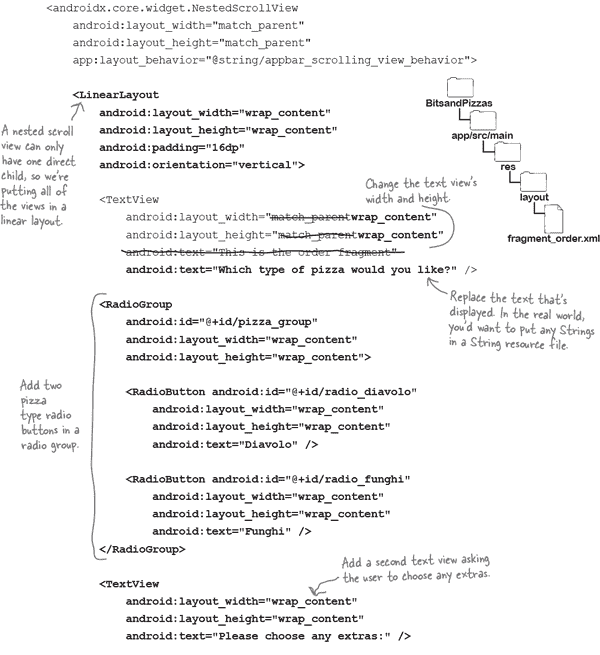 <androidx.core.widget.NestedScrollView
android:layout_width="match_parent"
android:layout_height="match_parent"
app:layout_behavior="@string/appbar_scrolling_view_behavior">
<LinearLayout
android:layout_width="wrap_content"
android:layout_height="wrap_content"
android:padding="16dp"
android:orientation="vertical">
A nested scroll
view can only
have one direct
child, so we're
putting all of
the views in a
linear layout.
BitsandPizzas
app/src/main
res
layout
fragment_order.xml
Change the text view's
width and height.
<TextView
android:layout_width="match_parentwrap_content"
android:layout_height="match_parentwrap_content"
android:text="This is the order fragment"
android:text="Which type of pizza would you like?" />
Replace the text that's
displayed. In the real world,
you'd want to put any Strings
in a String resource file.
<RadioGroup
android:id="@+id/pizza_group"
android:layout_width="wrap_content"
android:layout_height="wrap_content">
Add two
pizza
type radio
buttons in a
radio group.
<RadioButton android:id="@+id/radio_diavolo"
android:layout_width="wrap_content"
android:layout_height="wrap_content"
android:text="Diavolo" />
<RadioButton android:id="@+id/radio_funghi"
android:layout_width="wrap_content"
android:layout_height="wrap_content"
android:text="Funghi" />
</RadioGroup>
Add a second text view asking
the user to choose any extras.
<TextView
android:layout_width="wrap_content"
android:layout_height="wrap_content"
android:text="Please choose any extras:" />